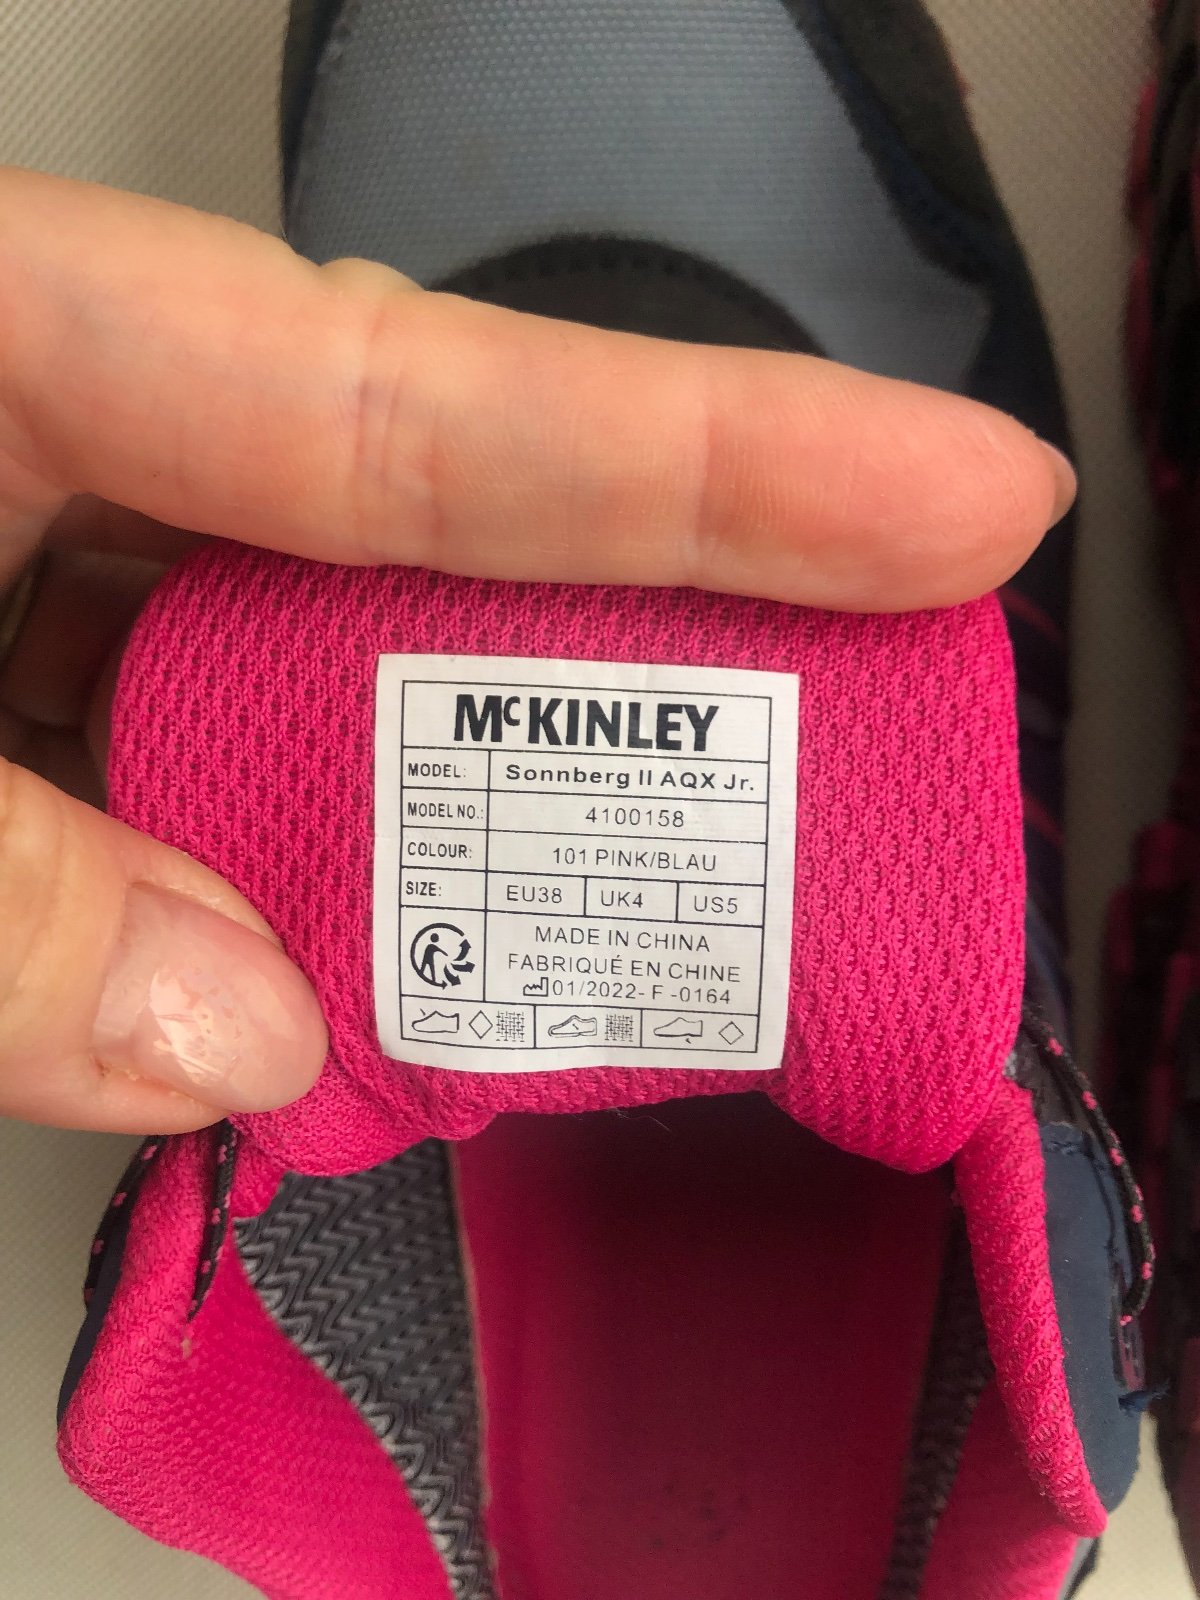 McKINLEY
MODEL: Sonnberg II AQX Jr.
MODEL NO.: 4100158
COLOUR: 101 PINK/BLAU
SIZE: EU38 UK4 US5
MADE IN CHINA
FABRIQUÉ EN CHINE
01/2022- F -0164